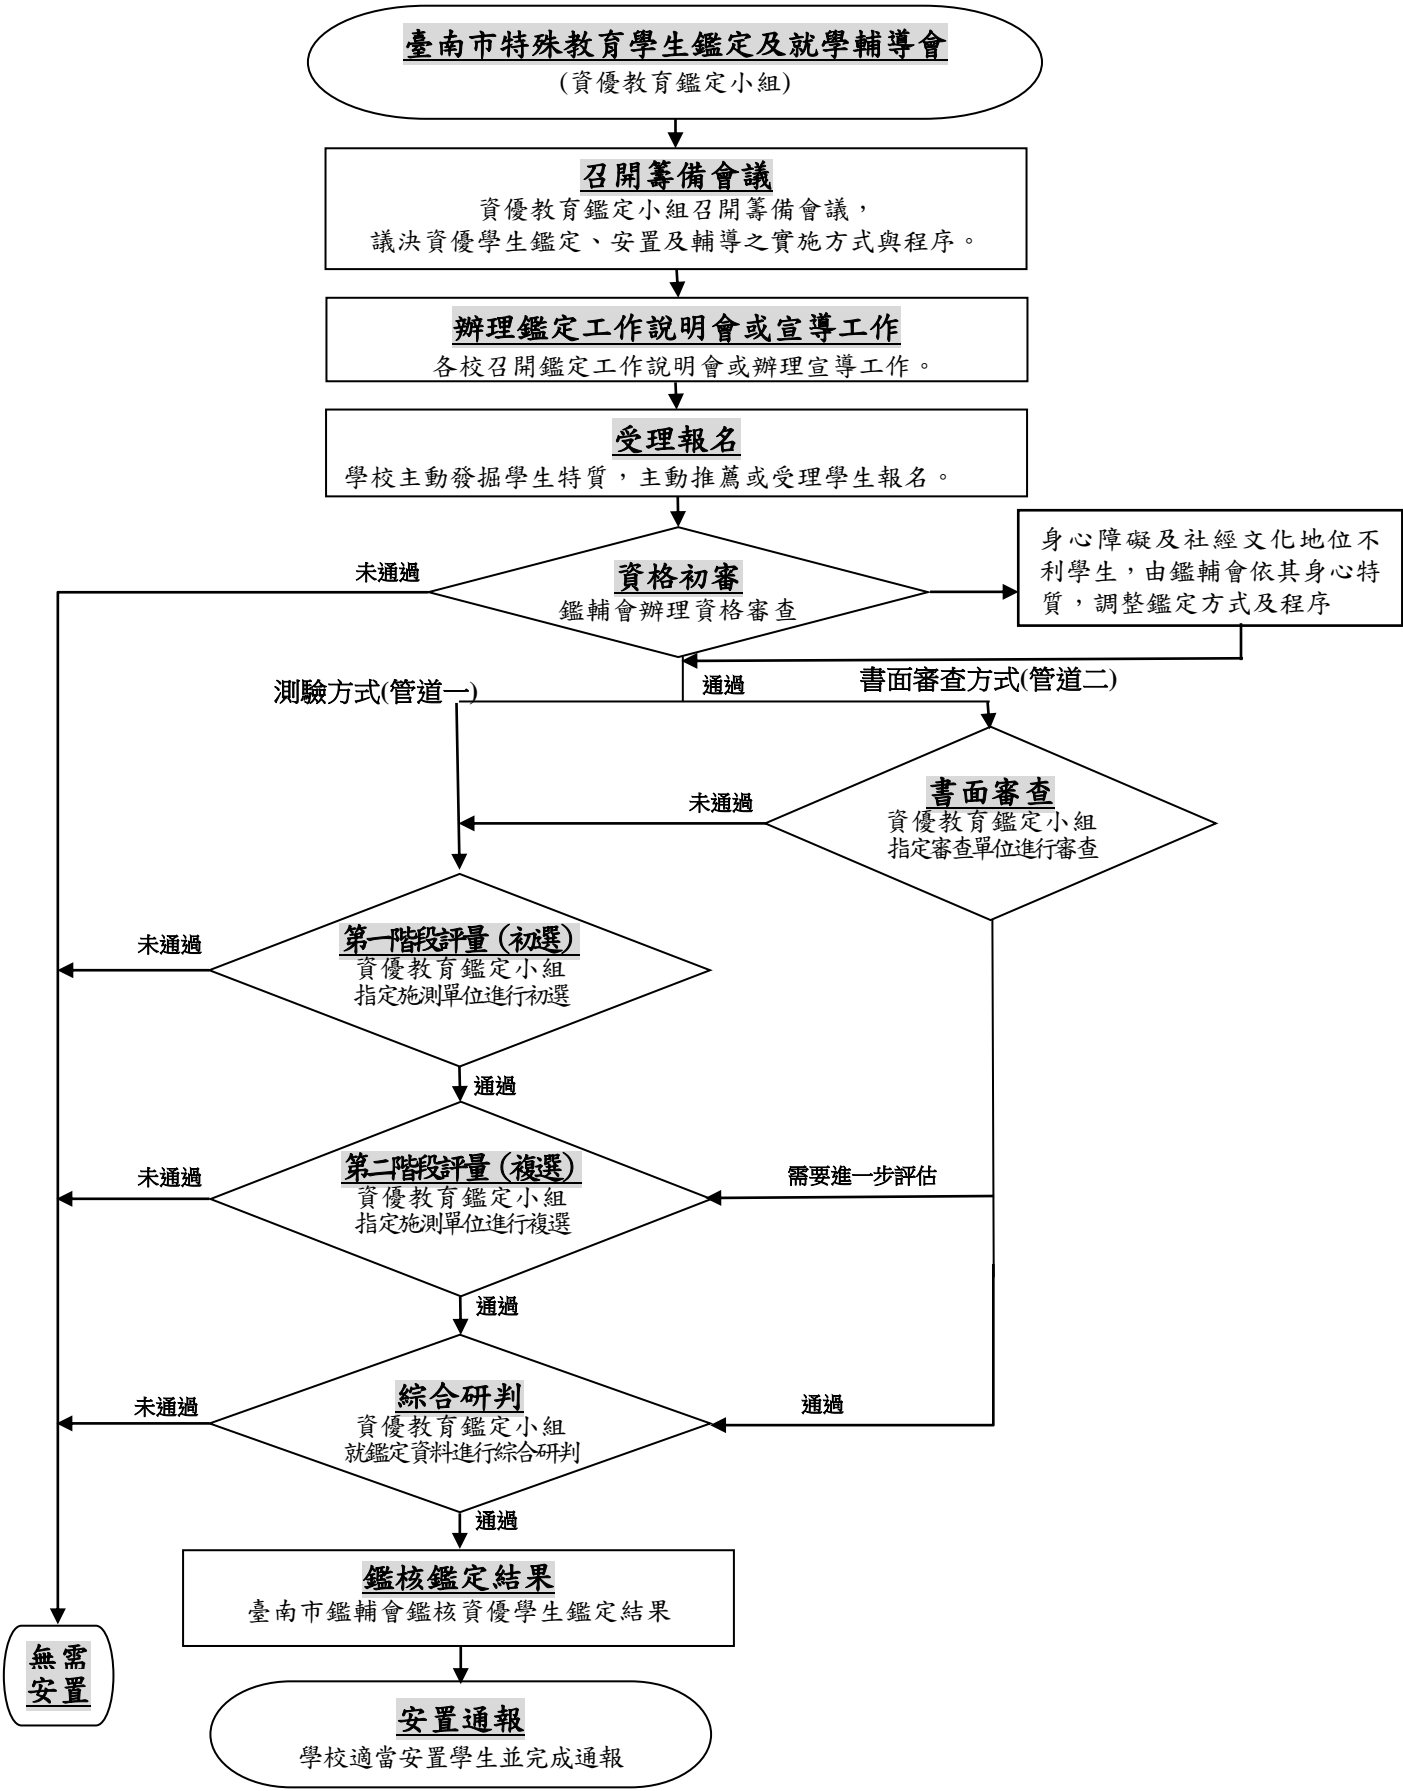 臺南市特殊教育學生鑑定及就學輔導會
(資優教育鑑定小組)
召開籌備會議
資優教育鑑定小組召開籌備會議，
議決資優學生鑑定、安置及輔導之實施方式與程序。
辦理鑑定工作說明會或宣導工作
各校召開鑑定工作說明會或辦理宣導工作。
受理報名
學校主動發掘學生特質，主動推薦或受理學生報名。
未通過
資格初審
鑑輔會辦理資格審查
身心障礙及社經文化地位不
利學生，由鑑輔會依其身心特
質，調整鑑定方式及程序
測驗方式(管道一)
通過
書面審查方式(管道二)
未通過
書面審查
資優教育鑑定小組
指定審查單位進行審查
未通過
第一階段評量（初選）
資優教育鑑定小組
指定施測單位進行初選
通過
未通過
第二階段評量（複選）
資優教育鑑定小組
指定施測單位進行複選
需要進一步評估
通過
未通過
綜合研判
資優教育鑑定小組
就鑑定資料進行綜合研判
通過
通過
鑑核鑑定結果
臺南市鑑輔會鑑核資優學生鑑定結果
無需
安置
安置通報
學校適當安置學生並完成通報